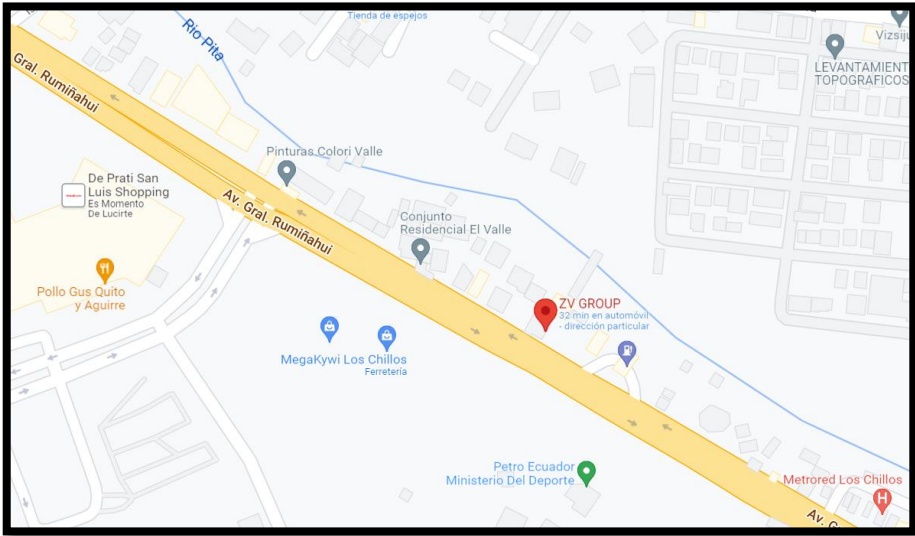 Tienda de espejos
Rio Pita
Vizsiju
LEVANTAMIENT
TOPOGRAFICOS
Gral. Rumiñahui
Pinturas Colori Valle
De Prati San
Luis Shopping
Es Momento
De Lucirte
Av. Gral. Rumiñahui
Conjunto
Residencial El Valle
Pollo Gus Quito
y Aguirre
ZV GROUP
32 min en automóvil
- dirección particular
MegaKywi Los Chillos
Ferretería
Petro Ecuador
Ministerio Del Deporte
Metrored Los Chillos
H
Av. G